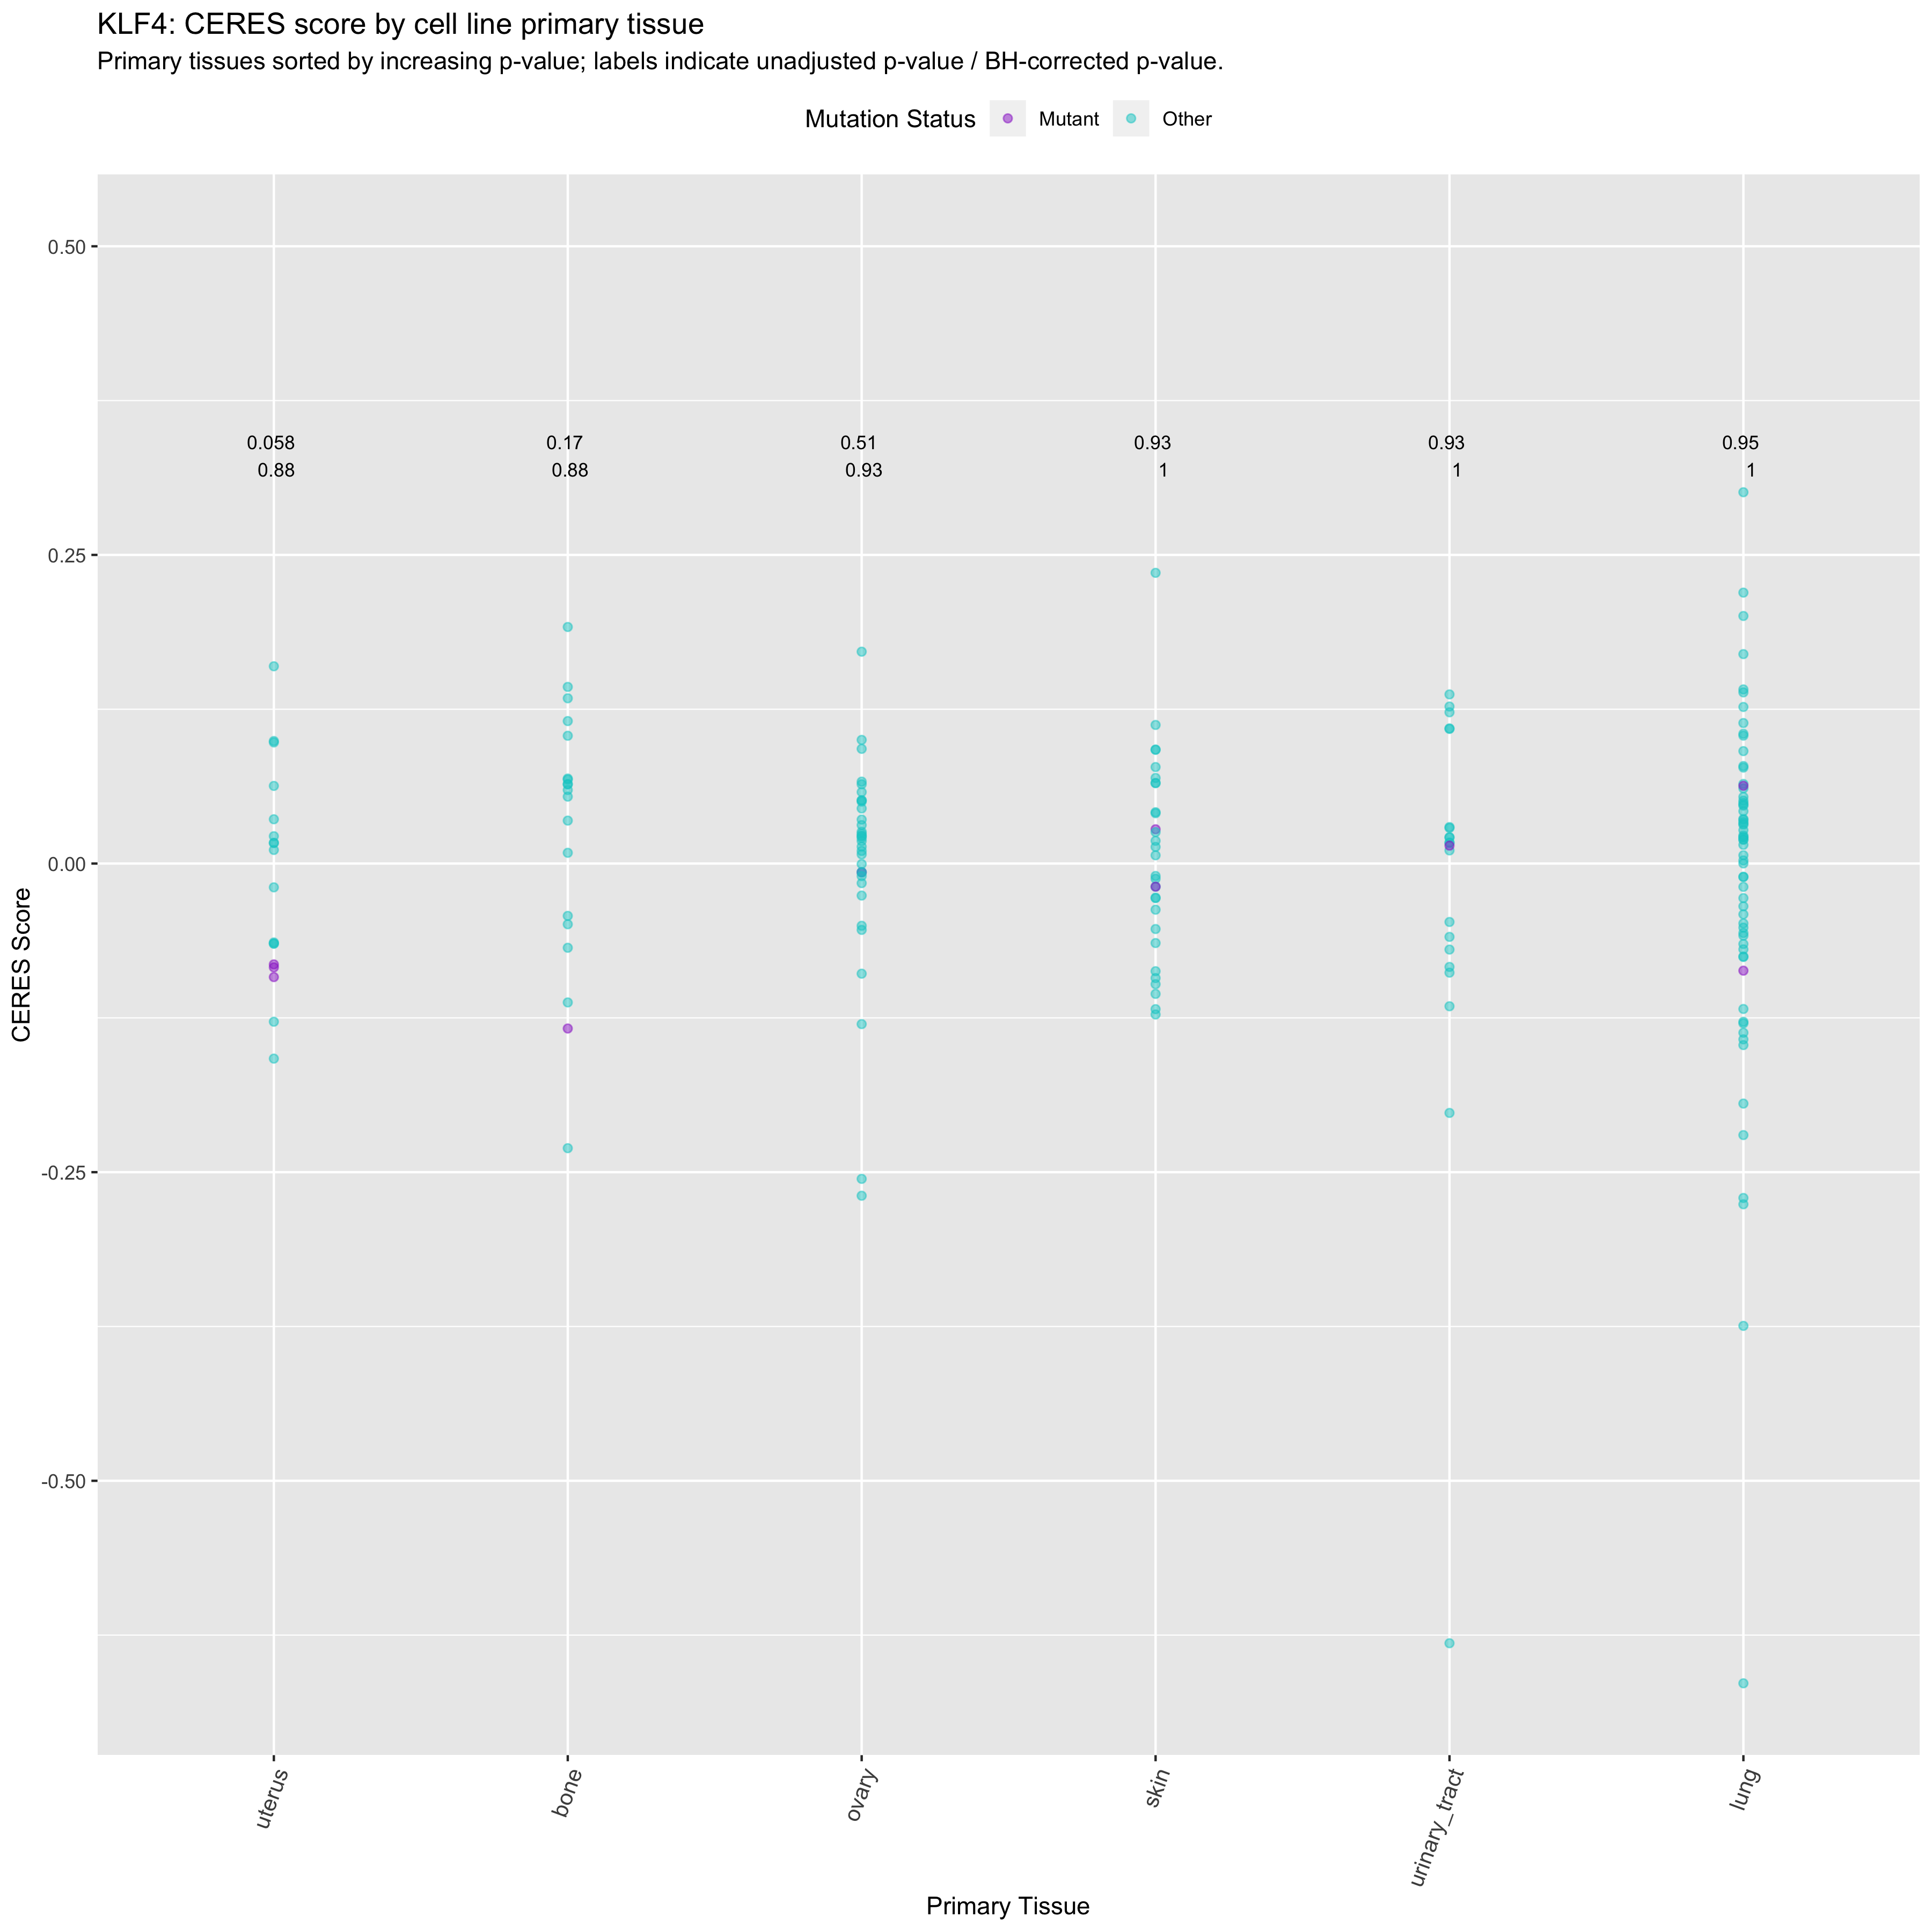 KLF4: CERES score by cell line primary tissue
Primary tissues sorted by increasing p-value; labels indicate unadjusted p-value / BH-corrected p-value.
Mutation Status Mutant Other
0.50
0.25
0.00
-0.25
-0.50
CERES Score
0.058 0.17 0.51 0.93 0.93 0.95
0.88 0.88 0.93 1 1 1
uterus bone ovary skin urinary_tract lung
Primary Tissue